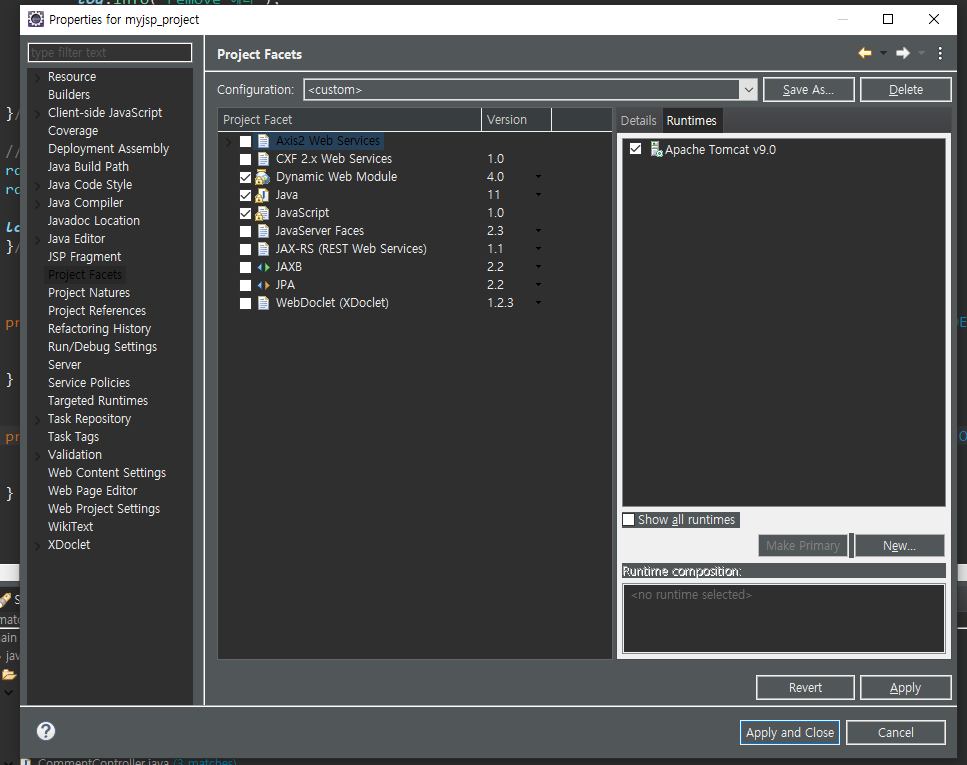 log.info("remove
Properties for myjsp_project
type filter text
Resource
Builders
Client-side JavaScript
Coverage
Deployment Assembly
Java Build Path
Java Code Style
Java Compiler
Javadoc Location
Java Editor
JSP Fragment
Project Facets
Project Natures
Project References
Refactoring History
Run/Debug Settings
Server
Service Policies
Targeted Runtimes
Task Repository
Task Tags
Validation
Web Content Settings
Web Page Editor
Web Project Settings
WikiText
XDoclet
Project Facets
Configuration: <custom> Save As... Delete
Project Facet Version
Axis2 Web Services
CXF 2.x Web Services 1.0
Dynamic Web Module 4.0
Java 11
JavaScript 1.0
JavaServer Faces 2.3
JAX-RS (REST Web Services) 1.1
JAXB 2.2
JPA 2.2
WebDoclet (XDoclet) 1.2.3
Details Runtimes
Apache Tomcat v9.0
Show all runtimes
Make Primary New...
Runtime composition:
<no runtime selected>
Revert Apply
Apply and Close Cancel
CommentController.java (3 matches)